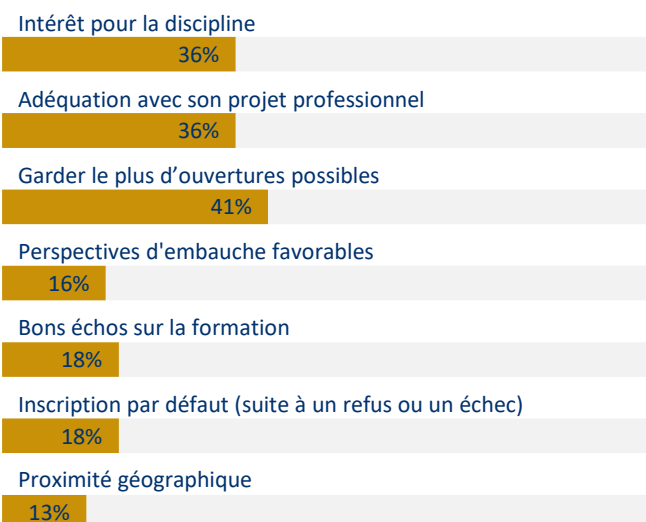 Intérêt pour la discipline
36%
Adéquation avec son projet professionnel
36%
Garder le plus d’ouvertures possibles
41%
Perspectives d'embauche favorables
16%
Bons échos sur la formation
18%
Inscription par défaut (suite à un refus ou un échec)
18%
Proximité géographique
13%